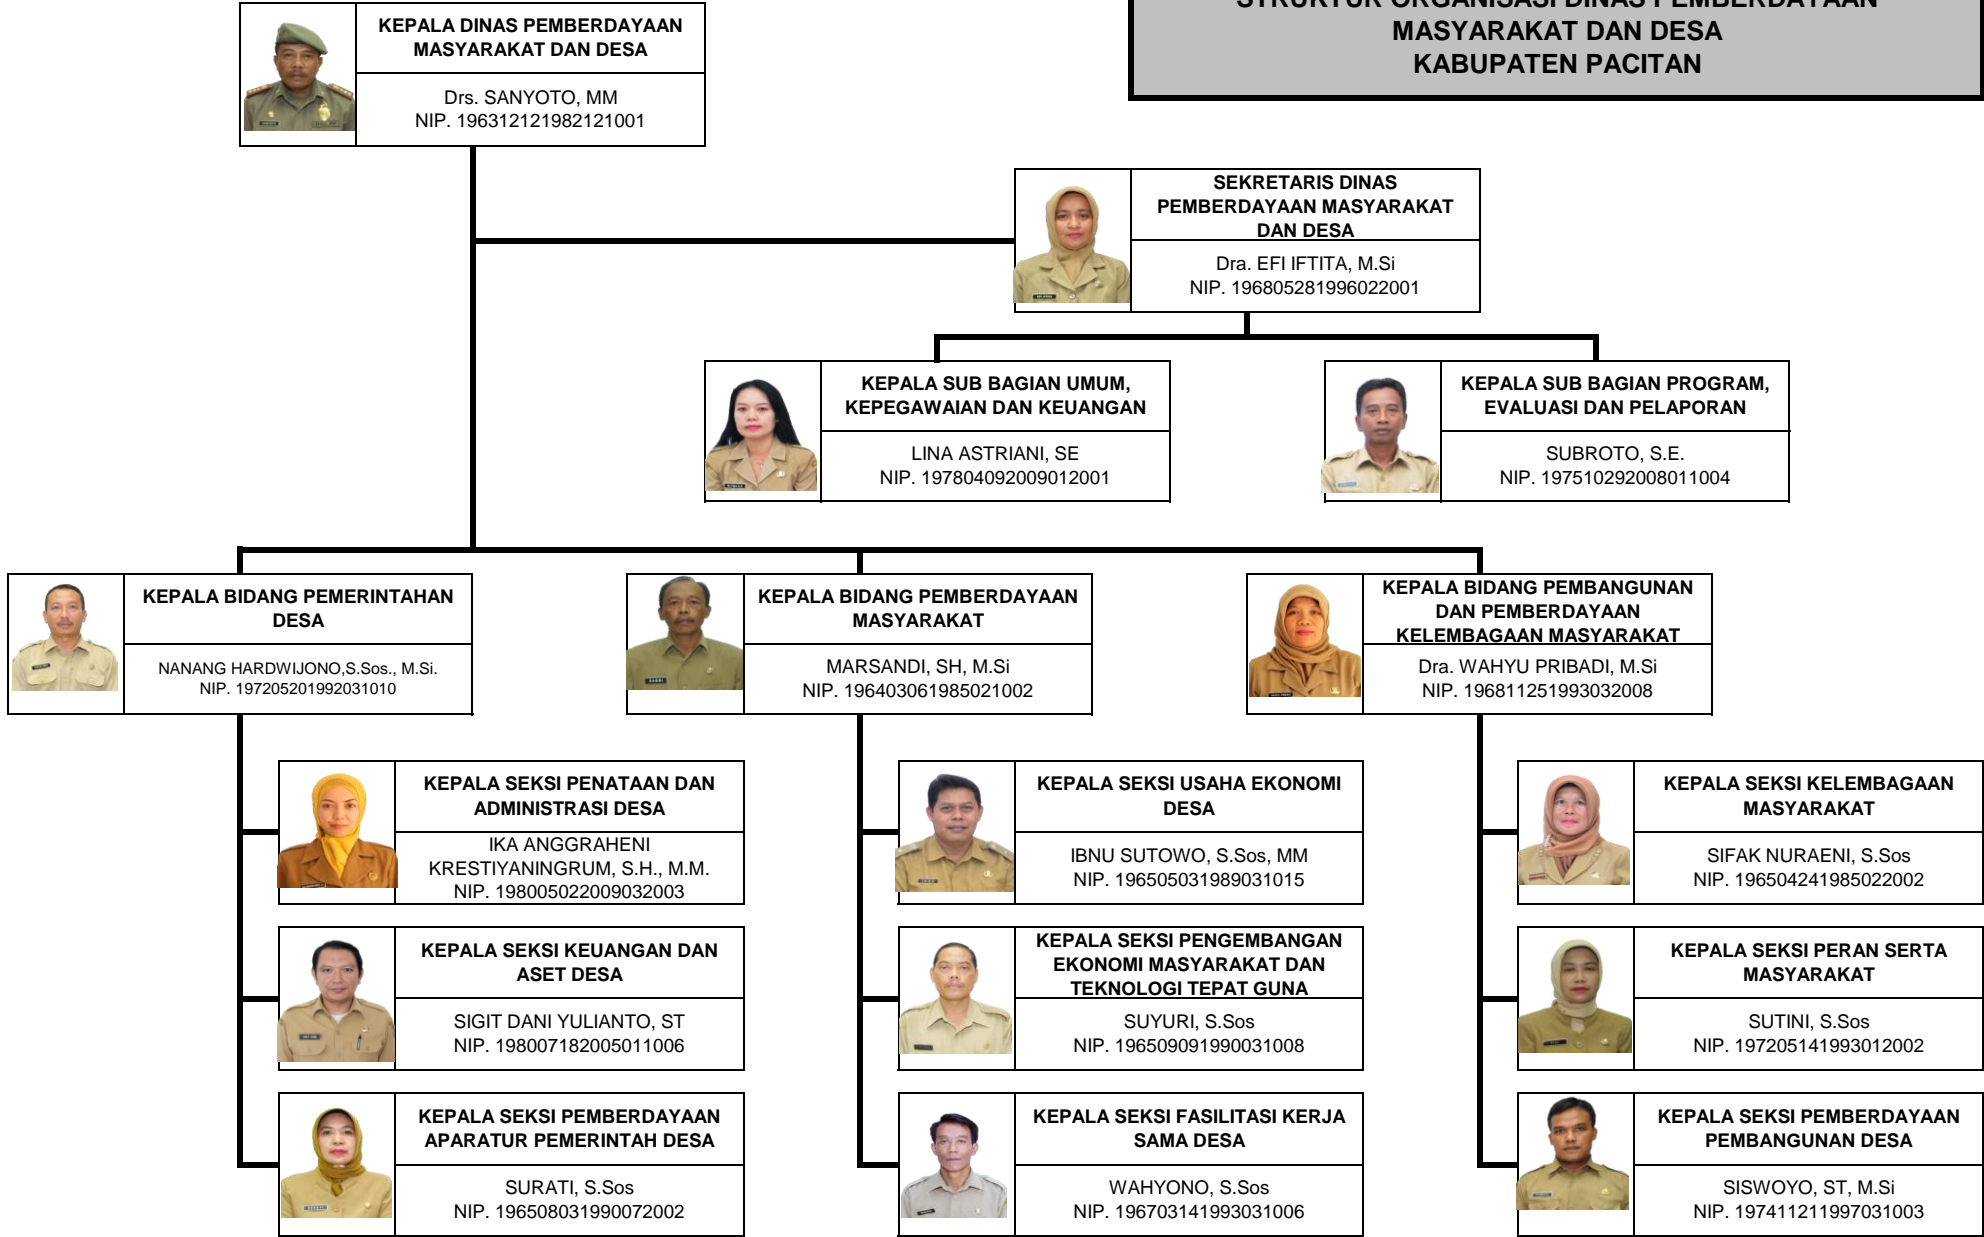 STRUKTUR ORGANISASI DINAS PEMBERDAYAAN
MASYARAKAT DAN DESA
KABUPATEN PACITAN
KEPALA DINAS PEMBERDAYAAN
MASYARAKAT DAN DESA
Drs. SANYOTO, MM
NIP. 196312121982121001
SEKRETARIS DINAS
PEMBERDAYAAN MASYARAKAT
DAN DESA
Dra. EFI IFTITA, M.Si
NIP. 196805281996022001
KEPALA SUB BAGIAN UMUM,
KEPEGAWAIAN DAN KEUANGAN
LINA ASTRIANI, SE
NIP. 197804092009012001
KEPALA SUB BAGIAN PROGRAM,
EVALUASI DAN PELAPORAN
SUBROTO, S.E.
NIP. 197510292008011004
KEPALA BIDANG PEMERINTAHAN
DESA
NANANG HARDWIJONO,S.Sos., M.Si.
NIP. 197205201992031010
KEPALA BIDANG PEMBERDAYAAN
MASYARAKAT
MARSANDI, SH, M.Si
NIP. 196403061985021002
KEPALA BIDANG PEMBANGUNAN
DAN PEMBERDAYAAN
KELEMBAGAAN MASYARAKAT
Dra. WAHYU PRIBADI, M.Si
NIP. 196811251993032008
KEPALA SEKSI PENATAAN DAN
ADMINISTRASI DESA
IKA ANGGRAHENI
KRESTIYANINGRUM, S.H., M.M.
NIP. 198005022009032003
KEPALA SEKSI USAHA EKONOMI
DESA
IBNU SUTOWO, S.Sos, MM
NIP. 196505031989031015
KEPALA SEKSI KELEMBAGAAN
MASYARAKAT
SIFAK NURAENI, S.Sos
NIP. 196504241985022002
KEPALA SEKSI KEUANGAN DAN
ASET DESA
SIGIT DANI YULIANTO, ST
NIP. 198007182005011006
KEPALA SEKSI PENGEMBANGAN
EKONOMI MASYARAKAT DAN
TEKNOLOGI TEPAT GUNA
SUYURI, S.Sos
NIP. 196509091990031008
KEPALA SEKSI PERAN SERTA
MASYARAKAT
SUTINI, S.Sos
NIP. 197205141993012002
KEPALA SEKSI PEMBERDAYAAN
APARATUR PEMERINTAH DESA
SURATI, S.Sos
NIP. 196508031990072002
KEPALA SEKSI FASILITASI KERJA
SAMA DESA
WAHYONO, S.Sos
NIP. 196703141993031006
KEPALA SEKSI PEMBERDAYAAN
PEMBANGUNAN DESA
SISWOYO, ST, M.Si
NIP. 197411211997031003